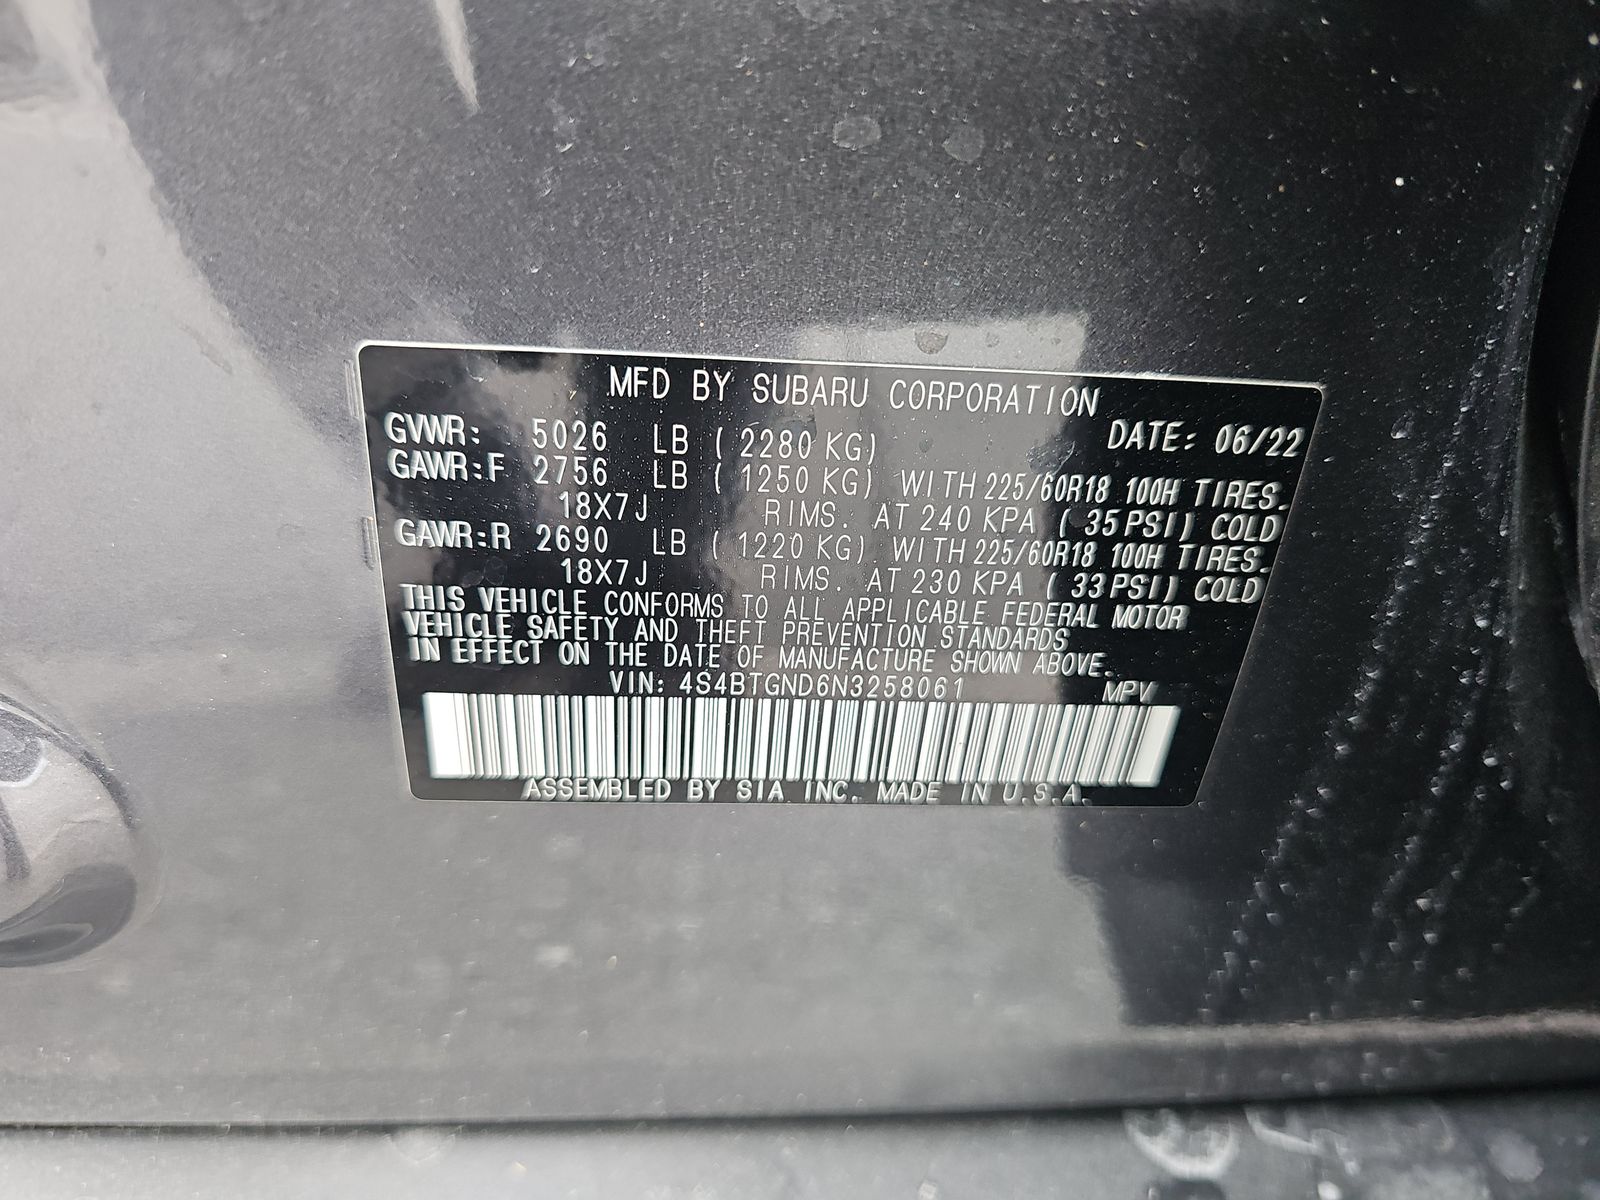 MFD BY SUBARU CORPORATION
DATE: 06/22
GVWR: 5026 LB ( 2280 KG)
GAWR:F 2756 LB ( 1250 KG) WITH 225/60R18 100H TIRES.
18X7J RIMS. AT 240 KPA ( 35 PSI) COLD
GAWR:R 2690 LB ( 1220 KG) WITH 225/60R18 100H TIRES.
18X7J RIMS. AT 230 KPA ( 33 PSI) COLD
THIS VEHICLE CONFORMS TO ALL APPLICABLE FEDERAL MOTOR
VEHICLE SAFETY AND THEFT PREVENTION STANDARDS
IN EFFECT ON THE DATE OF MANUFACTURE SHOWN ABOVE.
VIN: 4S4BTGND6N3258061 MPV
ASSEMBLED BY SIA INC. MADE IN U.S.A.